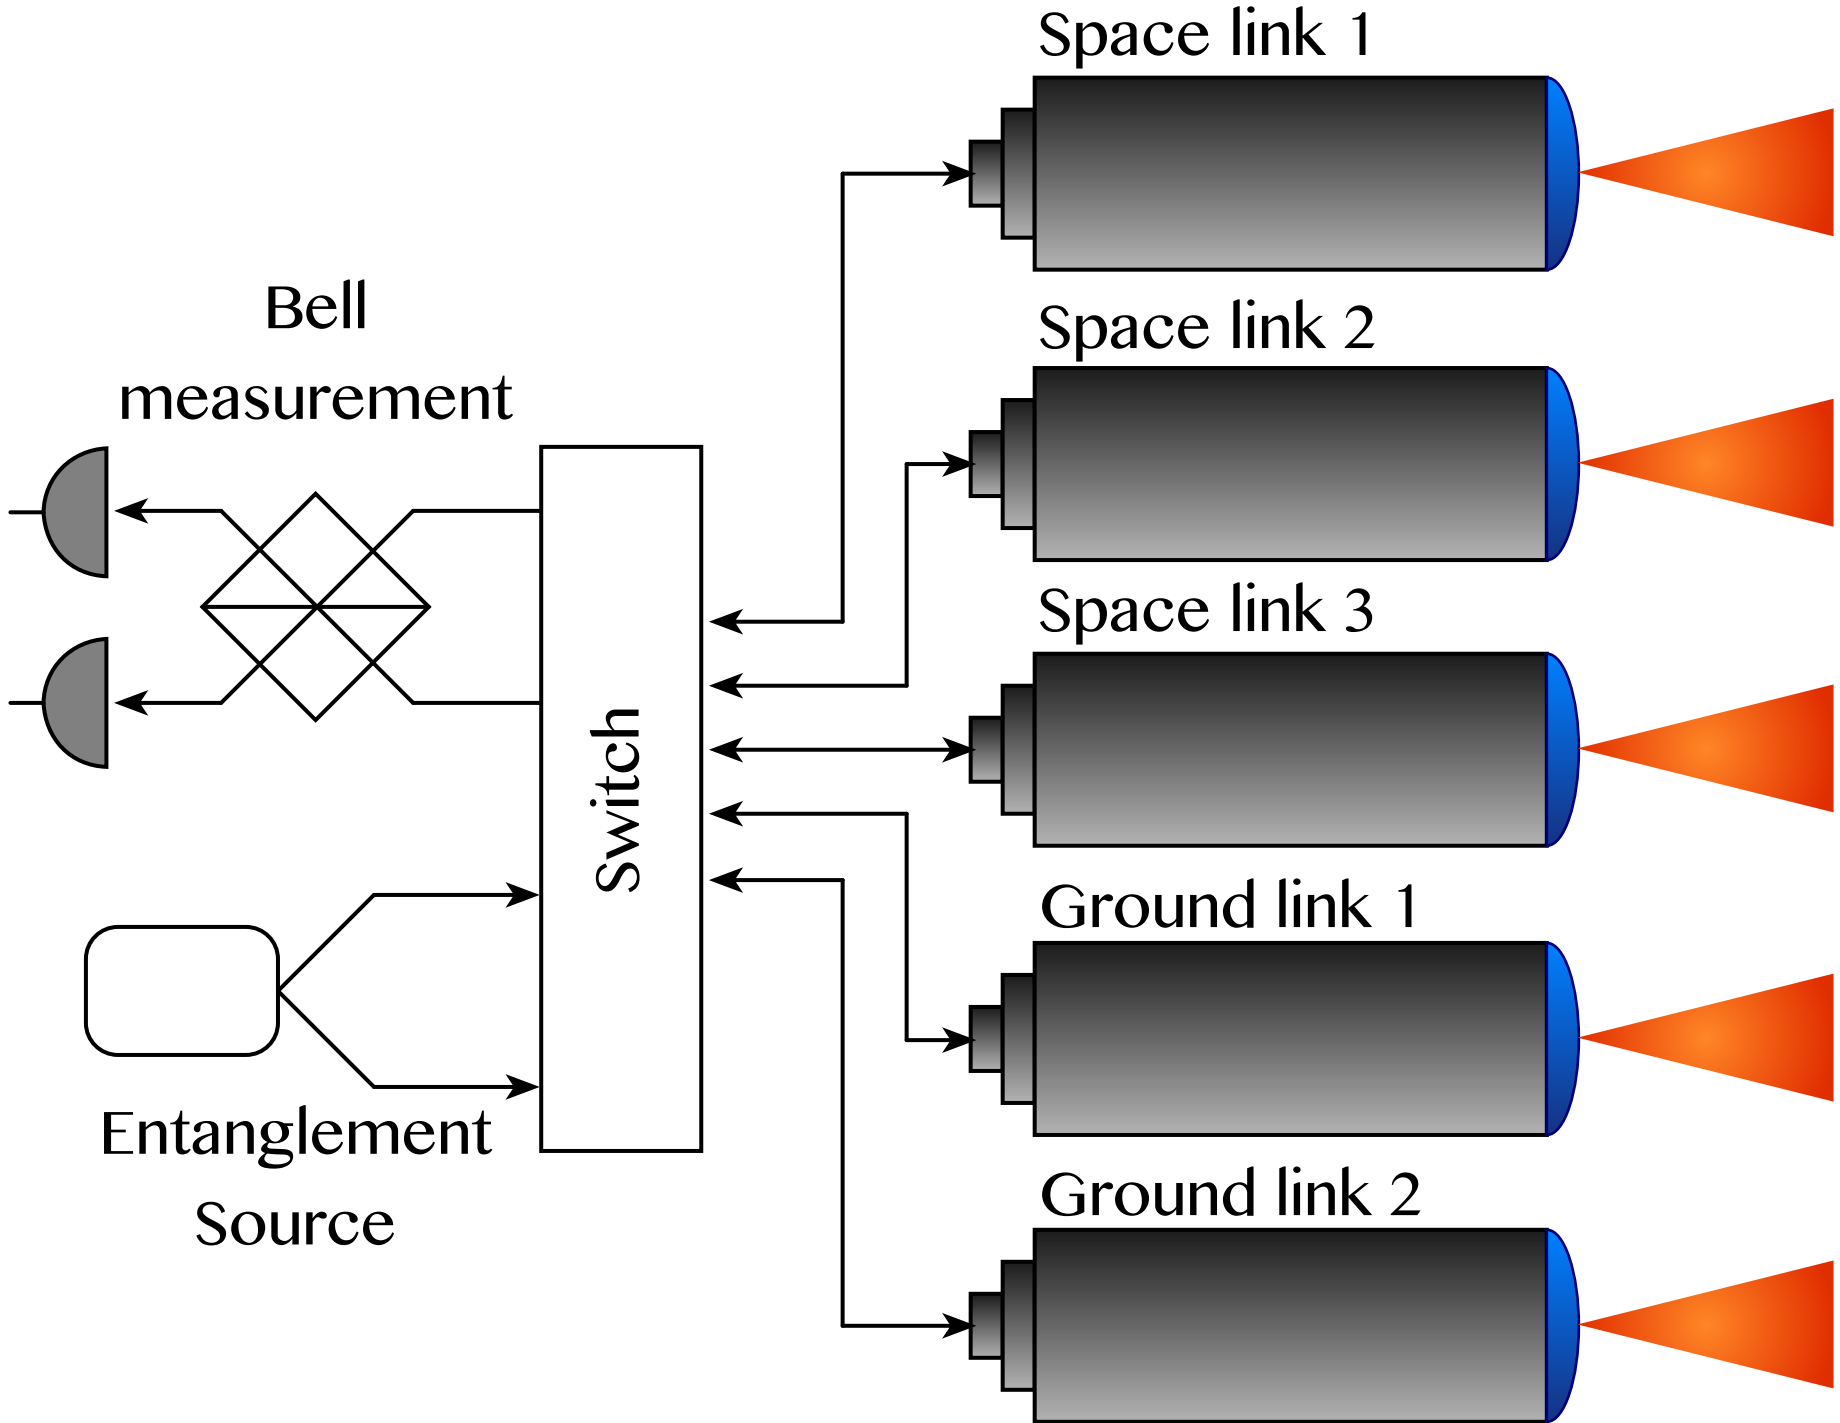 Space link 1
Space link 2
Space link 3
Ground link 1
Ground link 2
Bell
measurement
Switch
Entanglement
Source